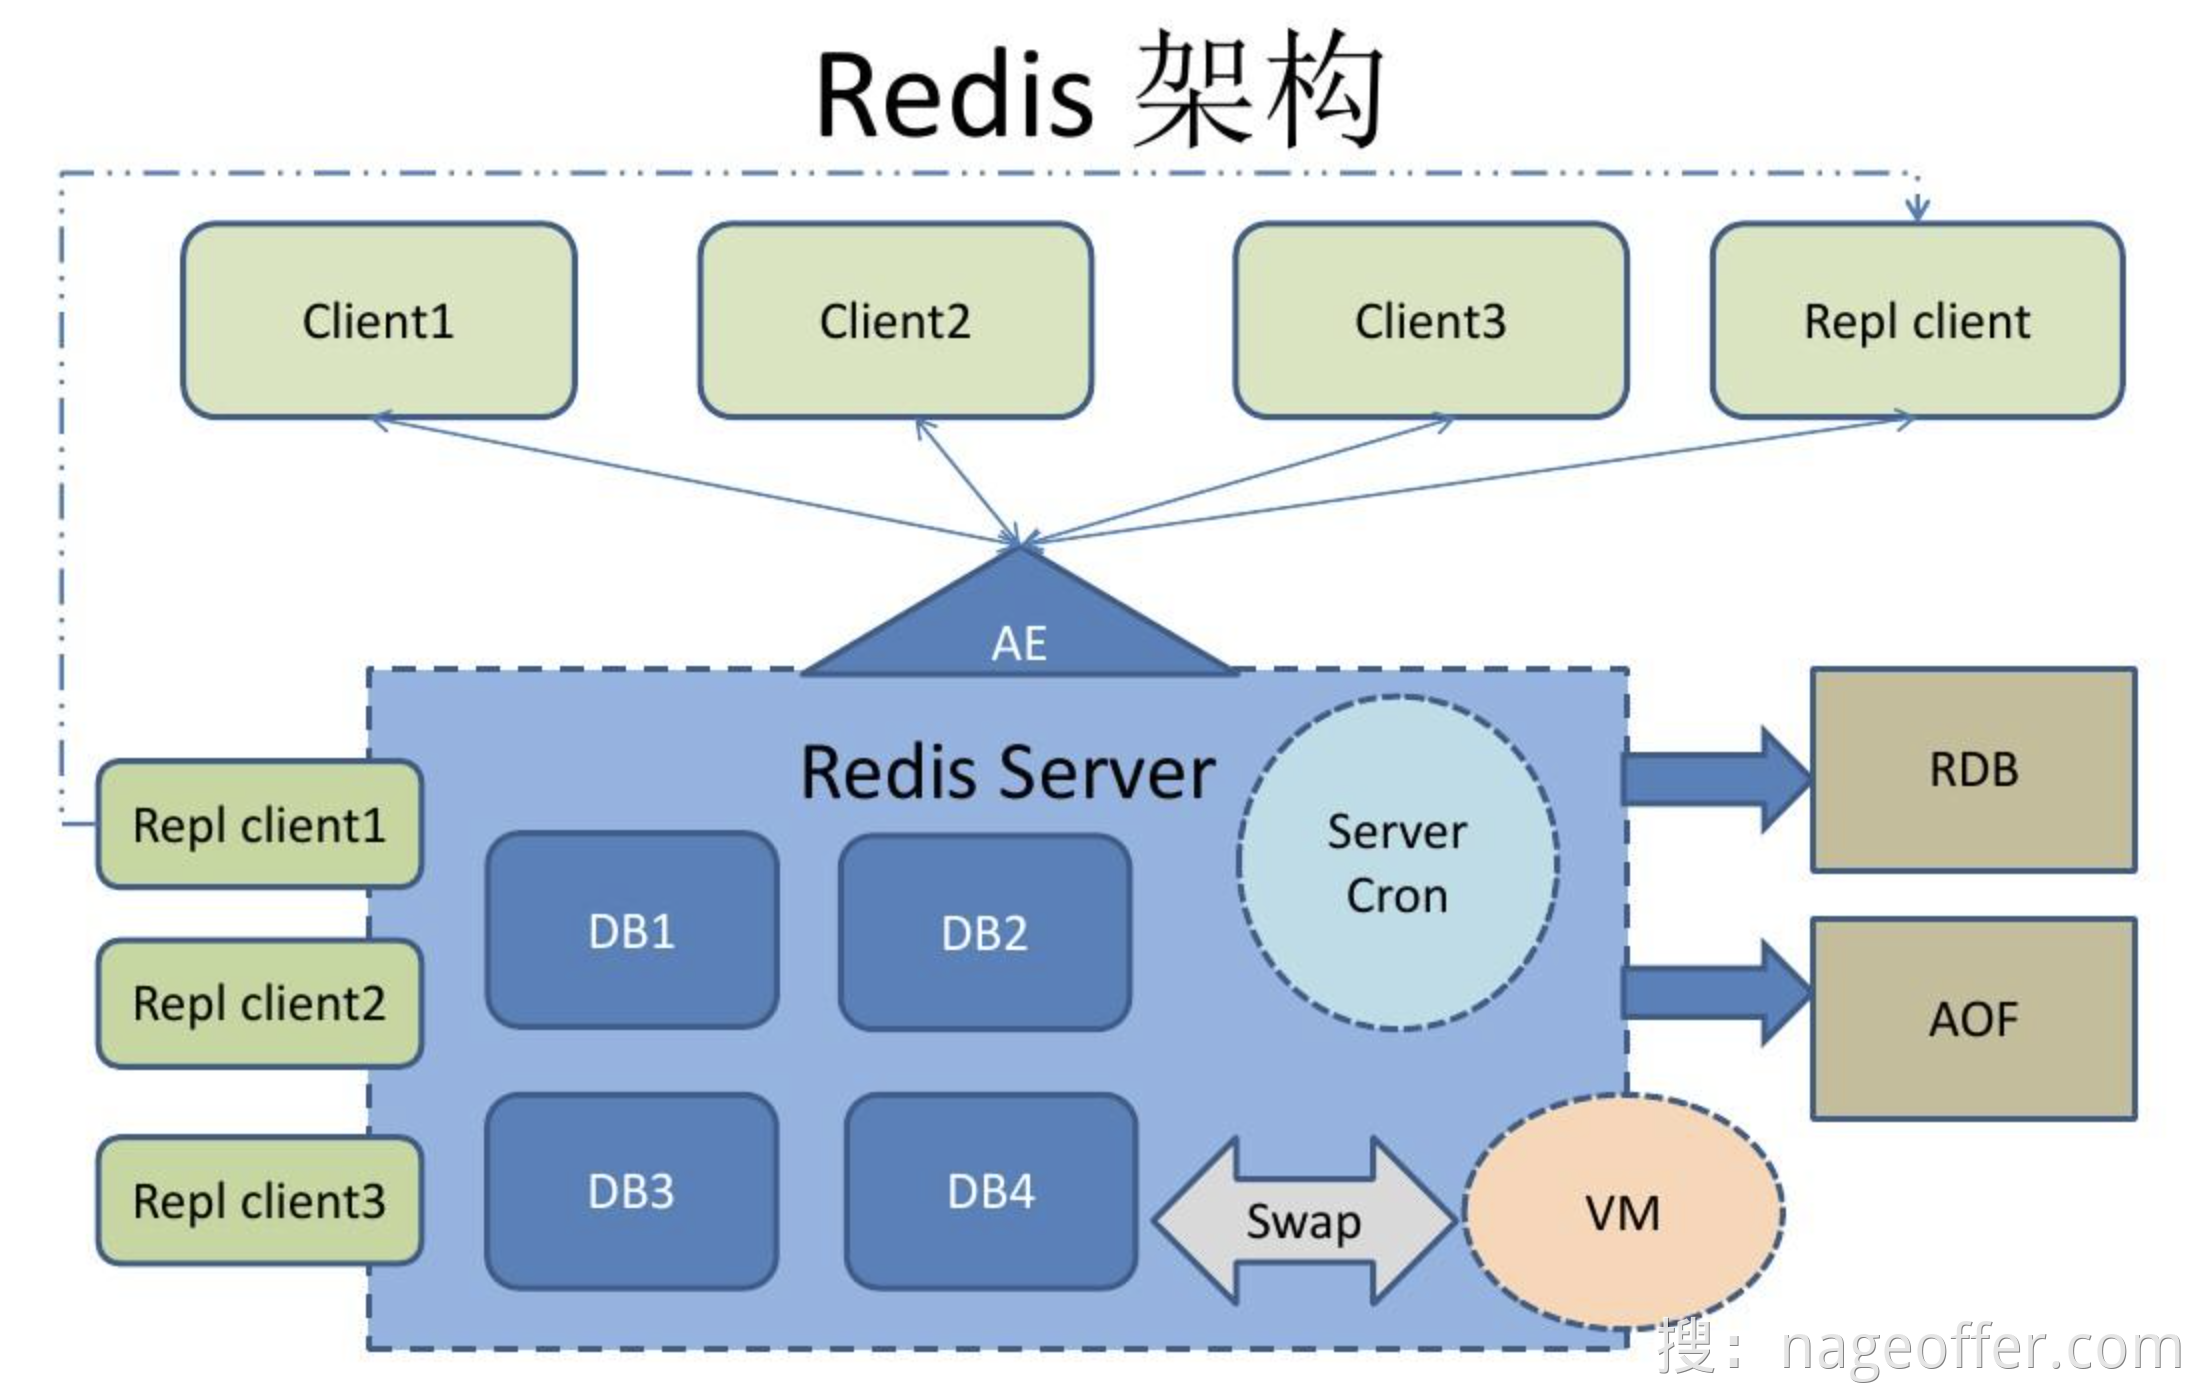 Redis 架构
Client1
Client2
Client3
Repl client
AE
Redis Server
Server
Cron
RDB
Repl client1
DB1
DB2
Repl client2
AOF
Repl client3
DB3
DB4
Swap
VM
搜：nageoffer.com